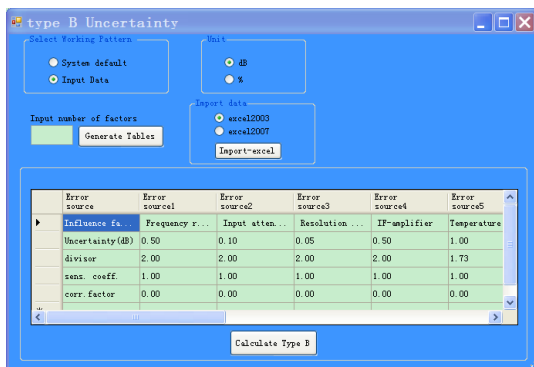 type B Uncertainty
Select Working Pattern
Unit
System default
dB
Input Data
%
Import data
Input number of factors
excel2003
excel2007
Generate Tables
Import-excel
Error source
Error source1
Error source2
Error source3
Error source4
Error source5
Influence fa...
Frequency r...
Input atten...
Resolution ...
IF-amplifier
Temperature
Uncertainty(dB)
0.50
0.10
0.05
0.50
1.00
divisor
2.00
2.00
2.00
2.00
1.73
sens. coeff.
1.00
1.00
1.00
1.00
1.00
corr.factor
0.00
0.00
0.00
0.00
0.00
Calculate Type B